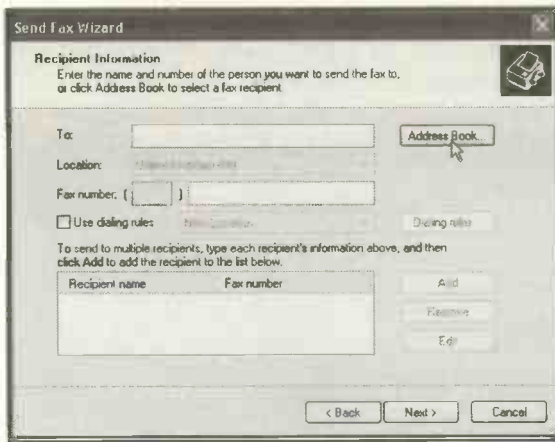 Send Fax Wizard
Recipient Information
Enter the name and number of the person you want to send the fax to,
or click Address Book to select a fax recipient.
To:
Address Book...
Location:
Fax number: ( )
Use dialing rules
Dialing rules
To send to multiple recipients, type each recipient's information above, and then
click Add to add the recipient to the list below.
Recipient name Fax number
Add
Remove
Edit
< Back Next > Cancel